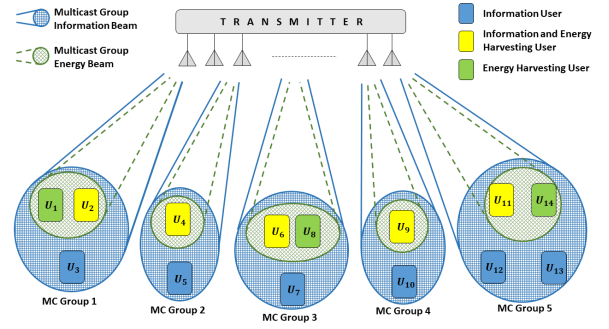 Multicast Group
Information Beam
Multicast Group
Energy Beam
TRANSMITTER
Information User
Information and Energy
Harvesting User
Energy Harvesting User
U1 U2
U3
MC Group 1
U4
U5
MC Group 2
U6 U8
U7
MC Group 3
U9
U10
MC Group 4
U11 U14
U12 U13
MC Group 5